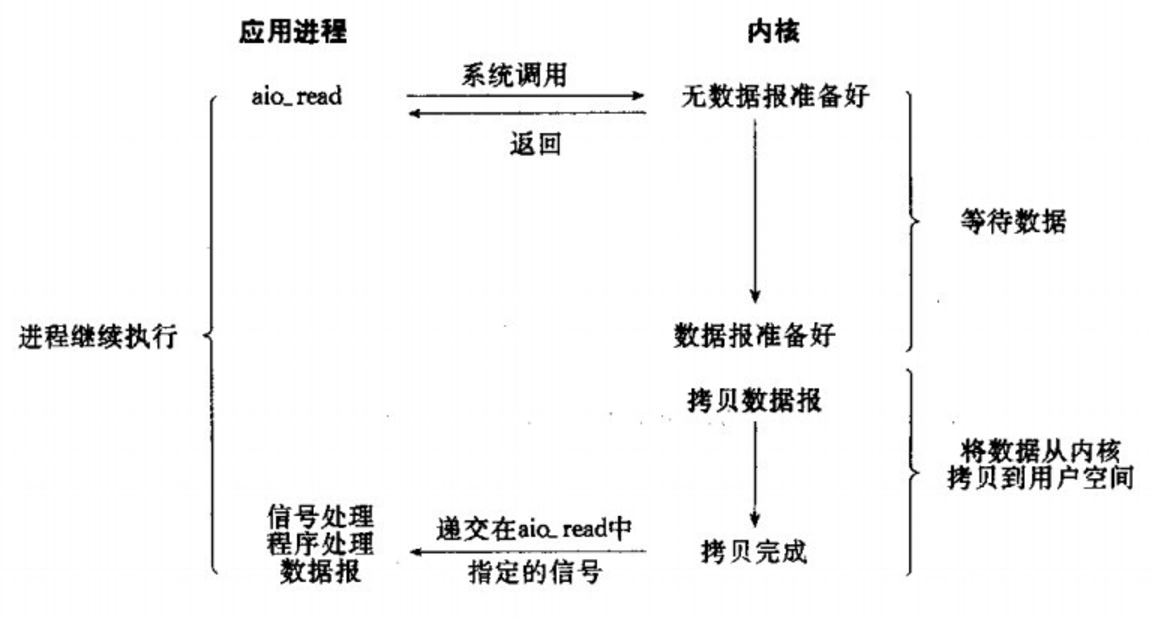 应用进程
内核
系统调用
aio_read
无数据报准备好
返回
等待数据
进程继续执行
数据报准备好
拷贝数据报
将数据从内核
拷贝到用户空间
信号处理
程序处理
数据报
递交在aio_read中
指定的信号
拷贝完成